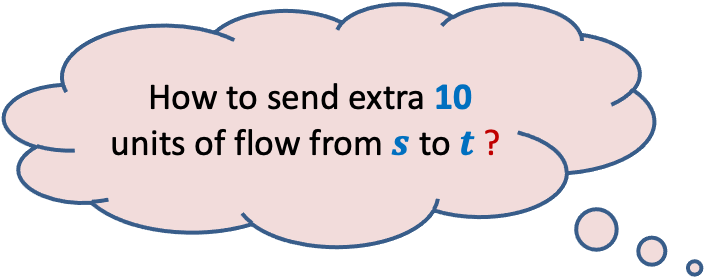 How to send extra 10
units of flow from s to t ?